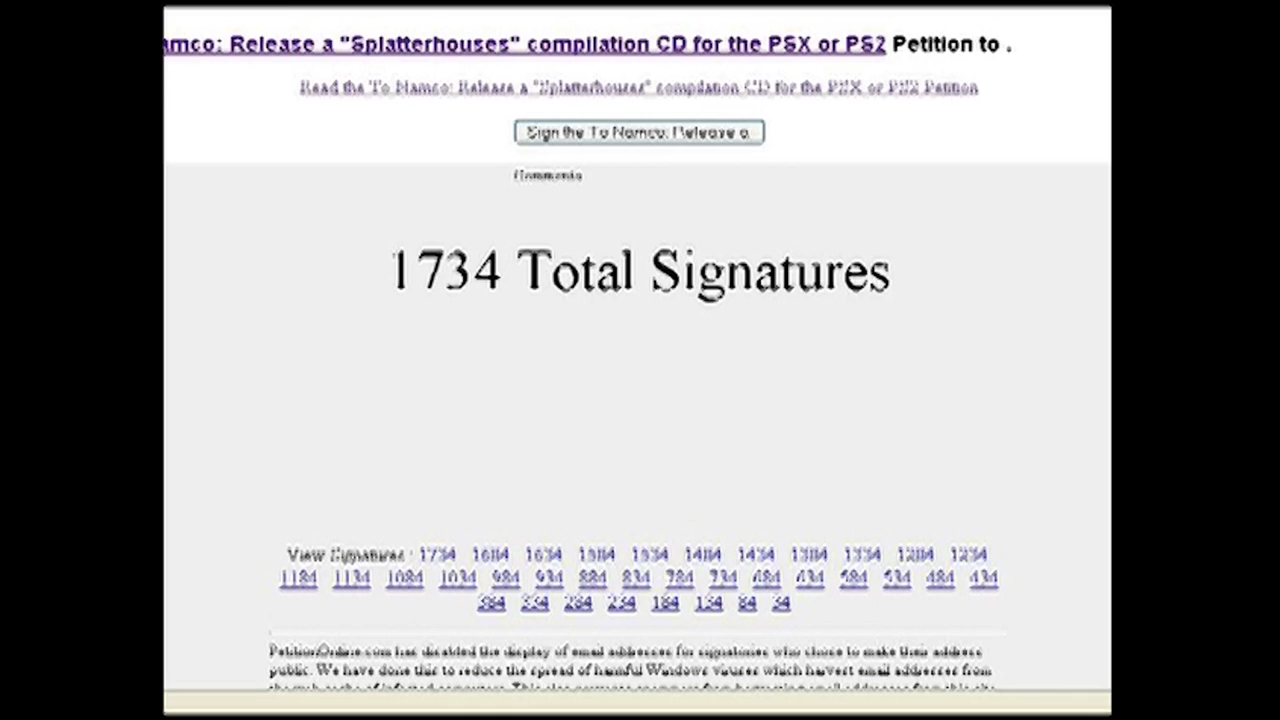 amco: Release a "Splatterhouses" compilation CD for the PSX or PS2 Petition to .
Read the To Namco: Release a "Splatterhouses" compilation CD for the PSX or PS2 Petition
Sign the To Namco: Release a
Comments
1734 Total Signatures
View Signatures : 1734 1684 1634 1584 1534 1484 1434 1384 1334 1284 1234
1184 1134 1084 1034 984 934 884 834 784 734 684 634 584 534 484 434
384 334 284 234 184 134 84 34
PetitionOnline.com has disabled the display of email addresses for signatories who chose to make their address
public. We have done this to reduce the spread of harmful Windows viruses which harvest email addresses from